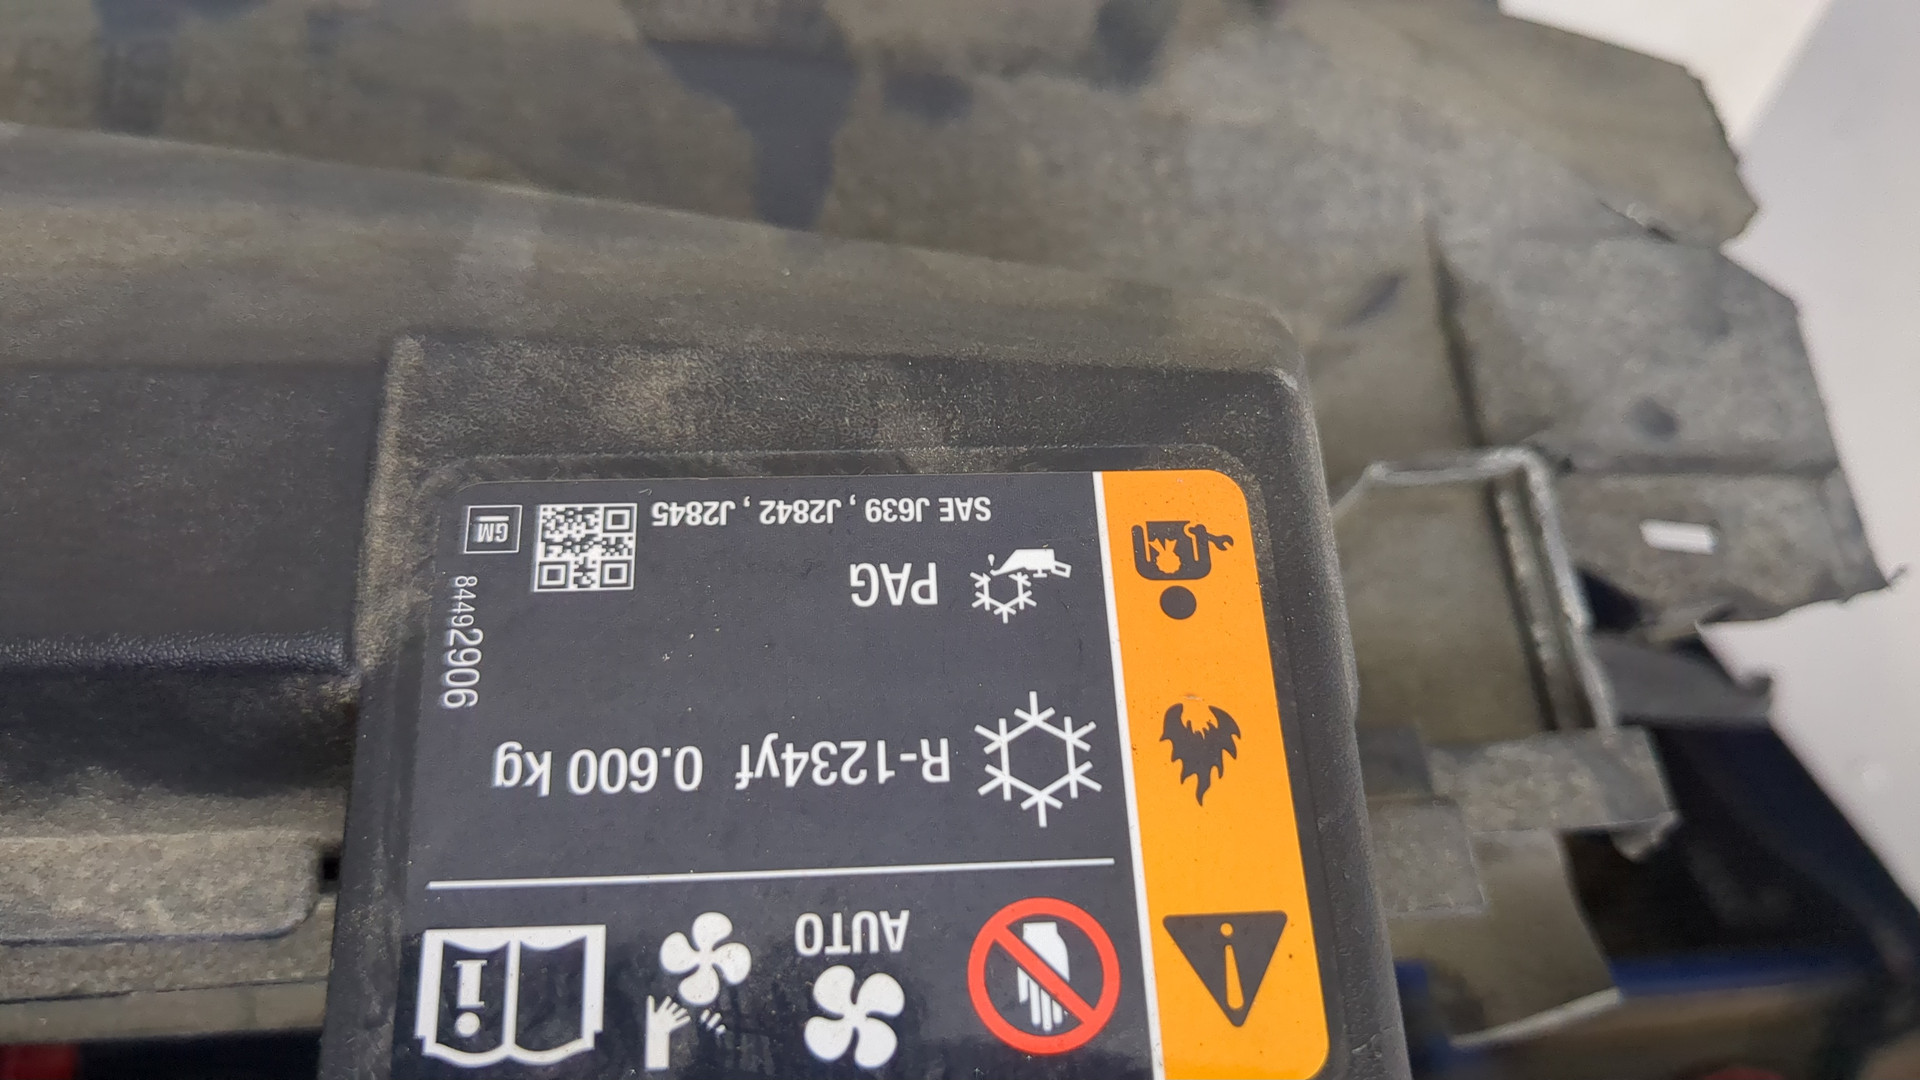 AUTO
R-1234yf 0.600 kg
PAG
SAE J639 , J2842 , J2845
84492906
GM